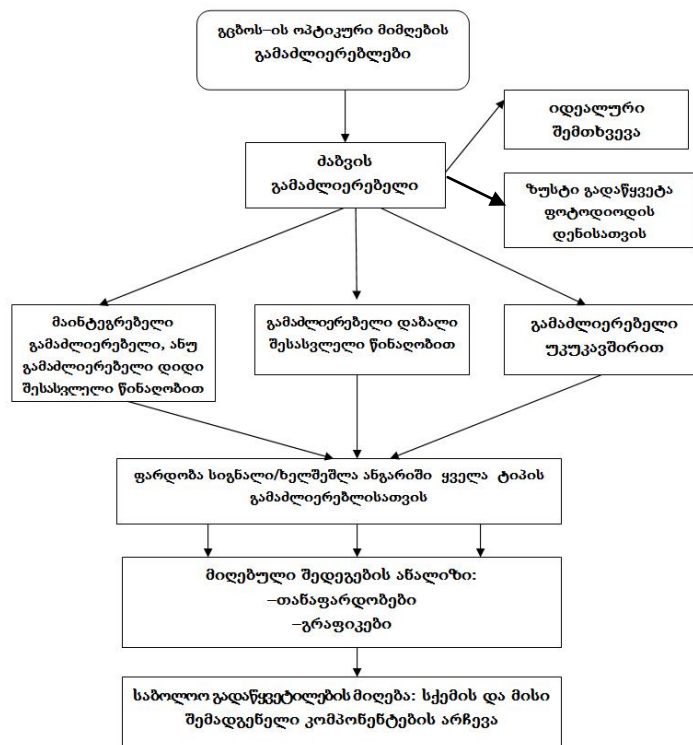 გცბოს–ის ოპტიკური მიმღების
გამაძლიერებლები
იდეალური
შემთხვევა
ძაბვის
გამაძლიერებელი
ზუსტი გადაწყვეტა
ფოტოდიოდის
დენისათვის
მაინტეგრებელი
გამაძლიერებელი, ანუ
გამაძლიერებელი დიდი
შესასვლელი წინაღობით
გამაძლიერებელი დაბალი
შესასვლელი წინაღობით
გამაძლიერებელი
უკუკავშირით
ფარდობა სიგნალი/ხელშეშლა ანგარიში ყველა ტიპის
გამაძლიერებლისათვის
მიღებული შედეგების ანალიზი:
–თანაფარდობები
–გრაფიკები
საბოლოო გადაწყვეტილების მიღება: სქემის და მისი
შემადგენელი კომპონენტების არჩევა